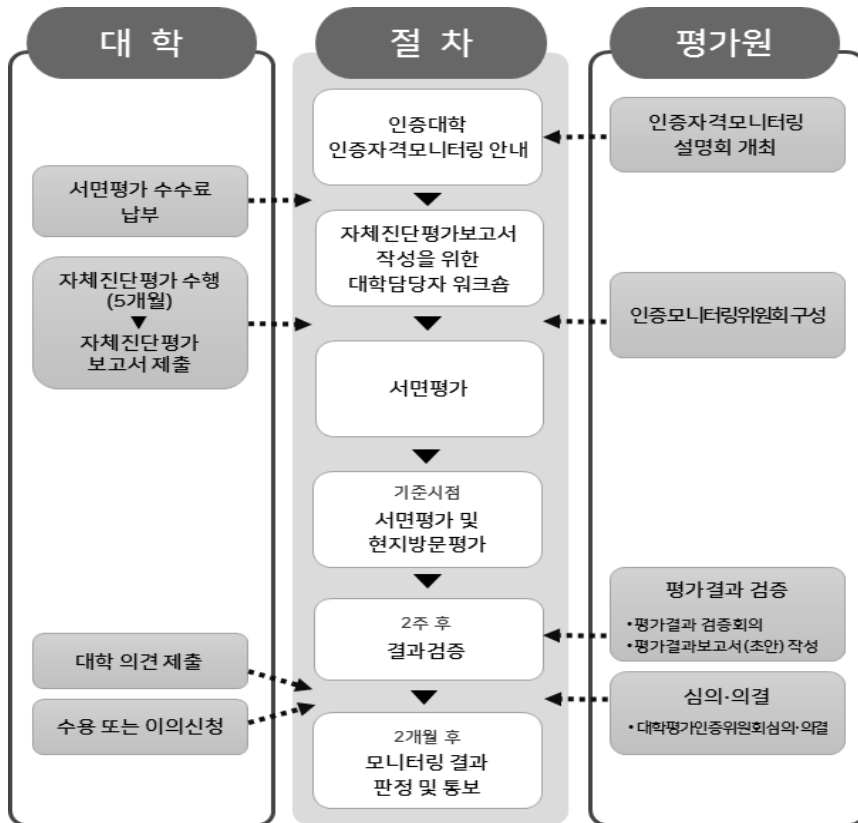 대 학
절 차
평가원
인증대학
인증자격모니터링 안내
인증자격모니터링
설명회 개최
서면평가 수수료
납부
자체진단평가보고서
작성을 위한
대학담당자 워크숍
자체진단평가 수행
(5개월)
자체진단평가
보고서 제출
인증모니터링위원회 구성
서면평가
기준시점
서면평가 및
현지방문평가
평가결과 검증
•평가결과 검증회의
•평가결과보고서(초안) 작성
2주 후
결과검증
대학 의견 제출
수용 또는 이의신청
심의·의결
•대학평가인증위원회심의·의결
2개월 후
모니터링 결과
판정 및 통보